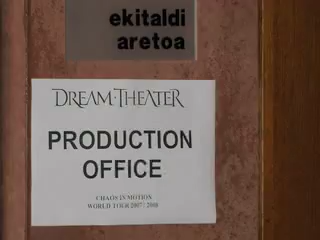 ekitaldi
aretoa
DREAM·THEATER
PRODUCTION
OFFICE
CHAOS IN MOTION
WORLD TOUR 2007 / 2008